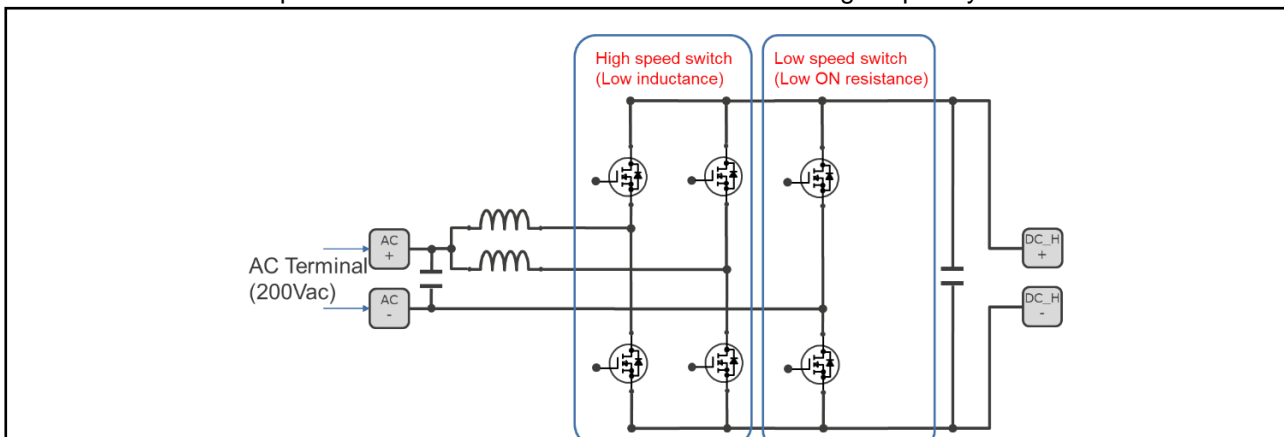 High speed switch
(Low inductance)
Low speed switch
(Low ON resistance)
AC
+
AC Terminal
(200Vac)
AC
-
DC_H
+
DC_H
-